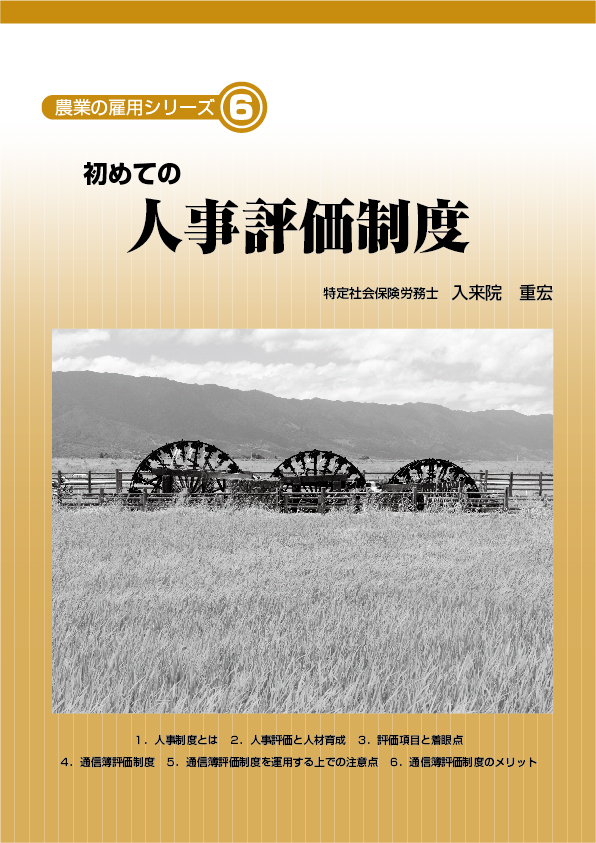 農業の雇用シリーズ 6
初めての
人事評価制度
特定社会保険労務士　入来院　重宏
1．人事制度とは　2．人事評価と人材育成　3．評価項目と着眼点
4．通信簿評価制度　5．通信簿評価制度を運用する上での注意点　6．通信簿評価制度のメリット